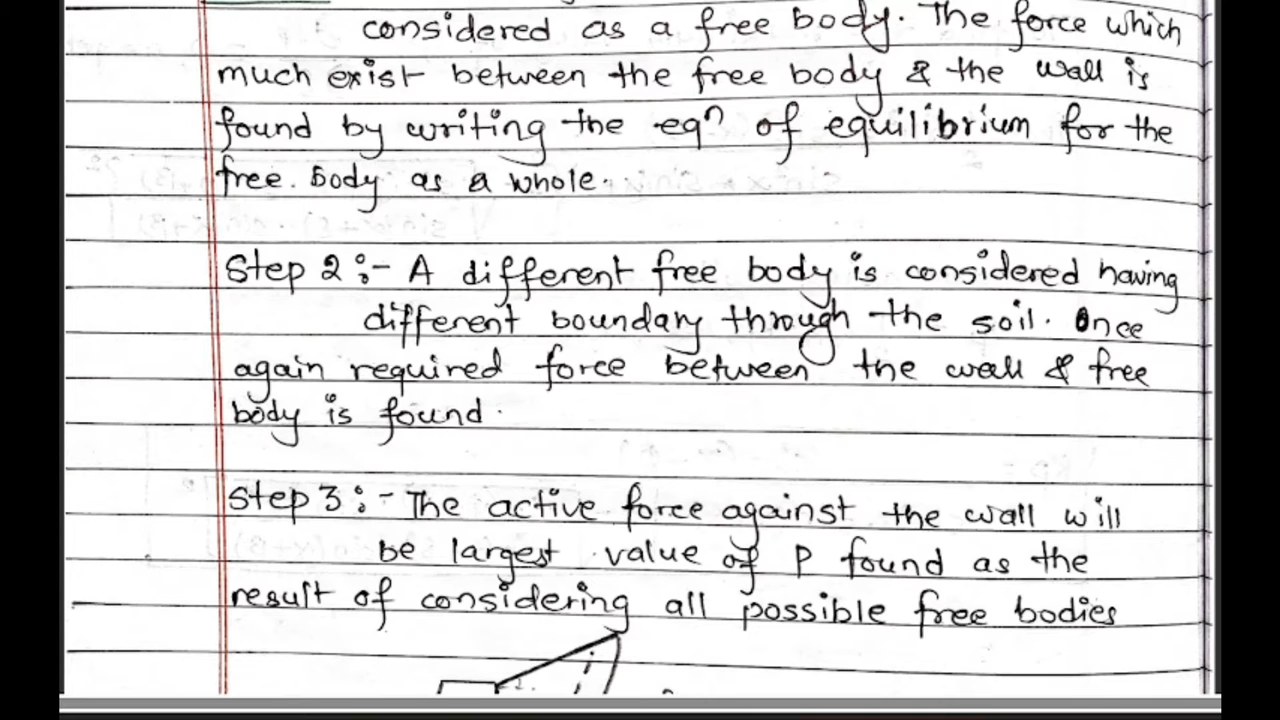 considered as a free body. The force which
much exist between the free body & the wall is
found by writing the eqⁿ of equilibrium for the
free. body as a whole.
Step 2 :- A different free body is considered having
different boundary through the soil. Once
again required force between the wall & free
body is found.
Step 3 :- The active force against the wall will
be largest value of P found as the
result of considering all possible free bodies